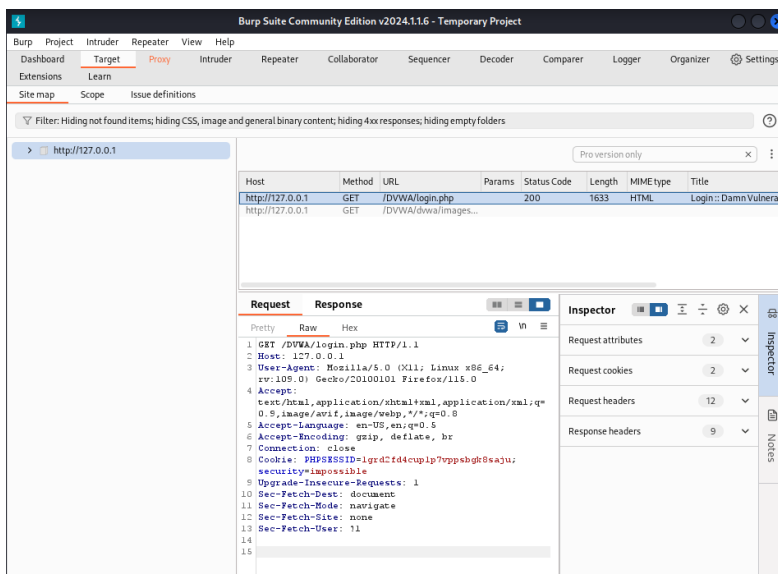 Burp Suite Community Edition v2024.1.1.6 - Temporary Project
Burp Project Intruder Repeater View Help
Dashboard Target Proxy Intruder Repeater Collaborator Sequencer Decoder Comparer Logger Organizer Settings
Extensions Learn
Site map Scope Issue definitions
Filter: Hiding not found items; hiding CSS, image and general binary content; hiding 4xx responses; hiding empty folders
http://127.0.0.1
Pro version only
Host Method URL Params Status Code Length MIME type Title
http://127.0.0.1 GET /DVWA/login.php 200 1633 HTML Login :: Damn Vulnera
http://127.0.0.1 GET /DVWA/dvwa/images...
Request Response
Pretty Raw Hex \n
1 GET /DVWA/login.php HTTP/1.1
2 Host: 127.0.0.1
3 User-Agent: Mozilla/5.0 (X11; Linux x86_64;
rv:109.0) Gecko/20100101 Firefox/115.0
4 Accept:
text/html,application/xhtml+xml,application/xml;q=
0.9,image/avif,image/webp,*/*;q=0.8
5 Accept-Language: en-US,en;q=0.5
6 Accept-Encoding: gzip, deflate, br
7 Connection: close
8 Cookie: PHPSESSID=lgrd2fd4cup1p7vppsbgk8saju;
security=impossible
9 Upgrade-Insecure-Requests: 1
10 Sec-Fetch-Dest: document
11 Sec-Fetch-Mode: navigate
12 Sec-Fetch-Site: none
13 Sec-Fetch-User: ?1
14
15
Inspector
Request attributes 2
Request cookies 2
Request headers 12
Response headers 9
Inspector
Notes